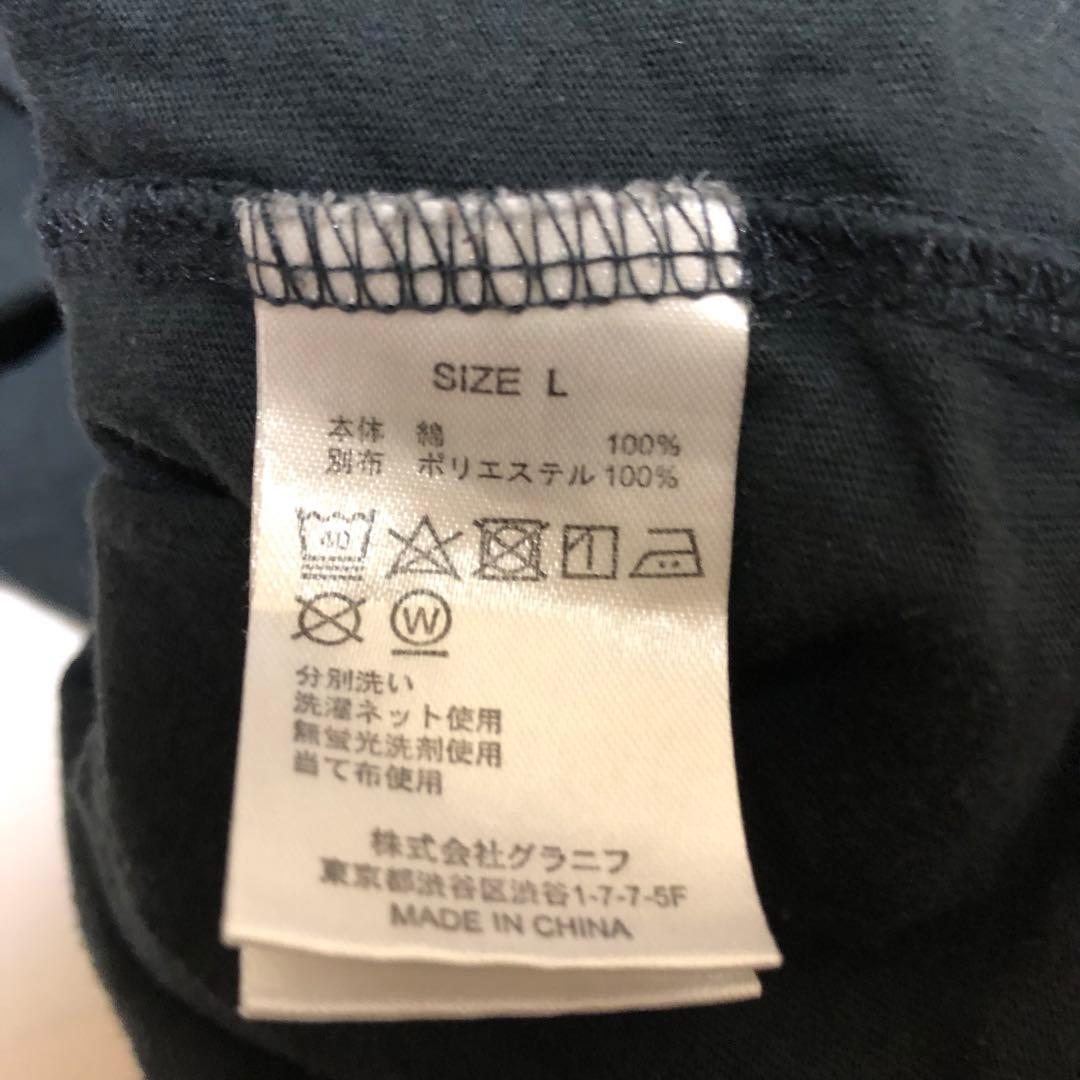 SIZE L
本体 綿 100%
別布 ポリエステル 100%
40
W
分別洗い
洗濯ネット使用
無蛍光洗剤使用
当て布使用
株式会社グラニフ
東京都渋谷区渋谷1-7-7-5F
MADE IN CHINA